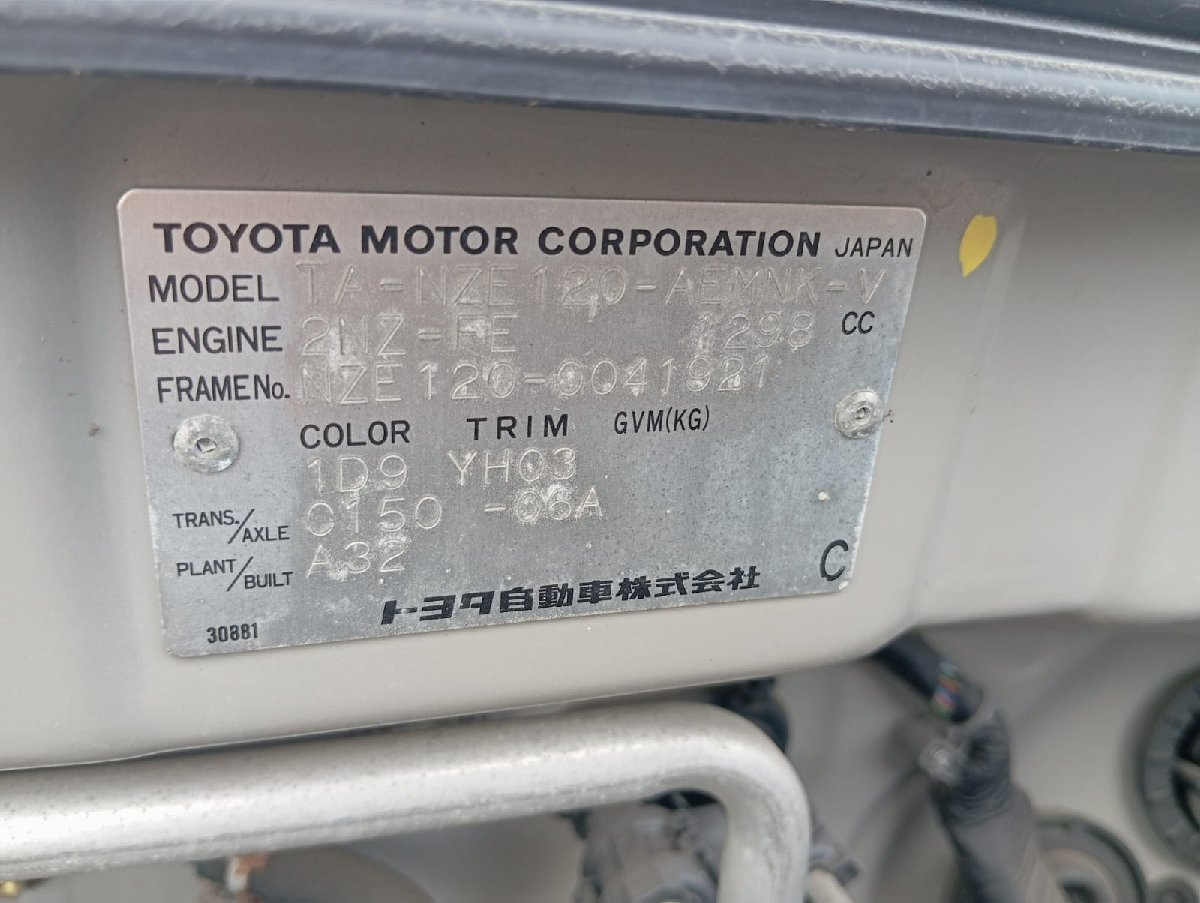 TOYOTA MOTOR CORPORATION JAPAN
MODEL TA-NZE120-AEMNK-V
ENGINE 2NZ-FE 1298 CC
FRAME No. NZE120-0041921
COLOR TRIM GVM(KG)
1D9 YH03
TRANS./AXLE C150 -06A
PLANT/BUILT A32
トヨタ自動車株式会社 C
30881